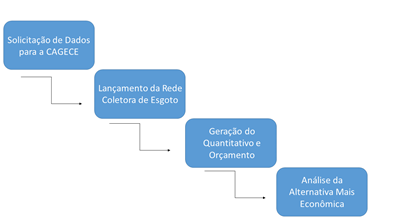 Solicitação de Dados
para a CAGECE
Lançamento da Rede
Coletora de Esgoto
Geração do
Quantitativo e
Orçamento
Análise da
Alternativa Mais
Econômica